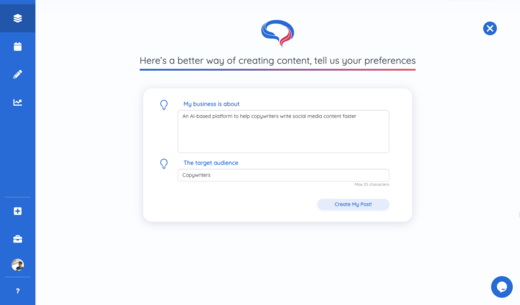 Here's a better way of creating content, tell us your preferences
My business is about
An AI-based platform to help copywriters write social media content faster
The target audience
Copywriters
Max 35 characters
Create My Post!
?